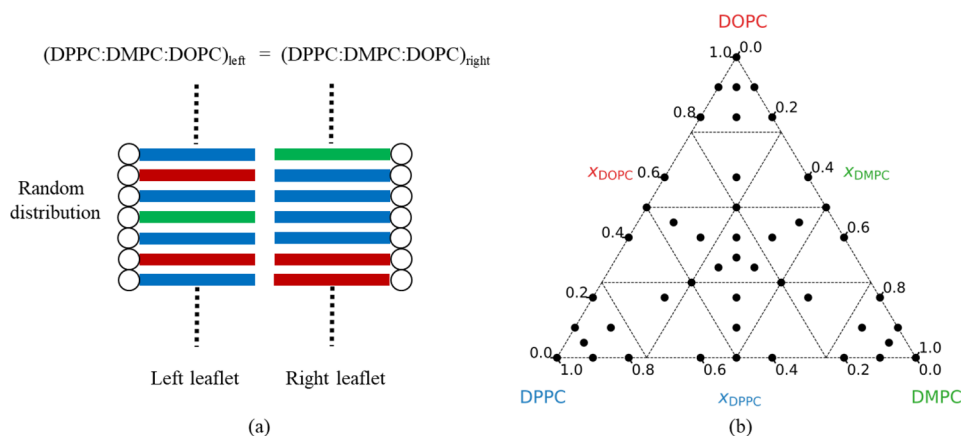 (DPPC:DMPC:DOPC)left = (DPPC:DMPC:DOPC)right
Random
distribution
Left leaflet
Right leaflet
(a)
DOPC
1.0
0.0
0.8
0.2
xDOPC
0.6
0.4
xDMPC
0.4
0.6
0.2
0.8
0.0
1.0
1.0
0.8
0.6
0.4
0.2
0.0
DPPC
xDPPC
DMPC
(b)